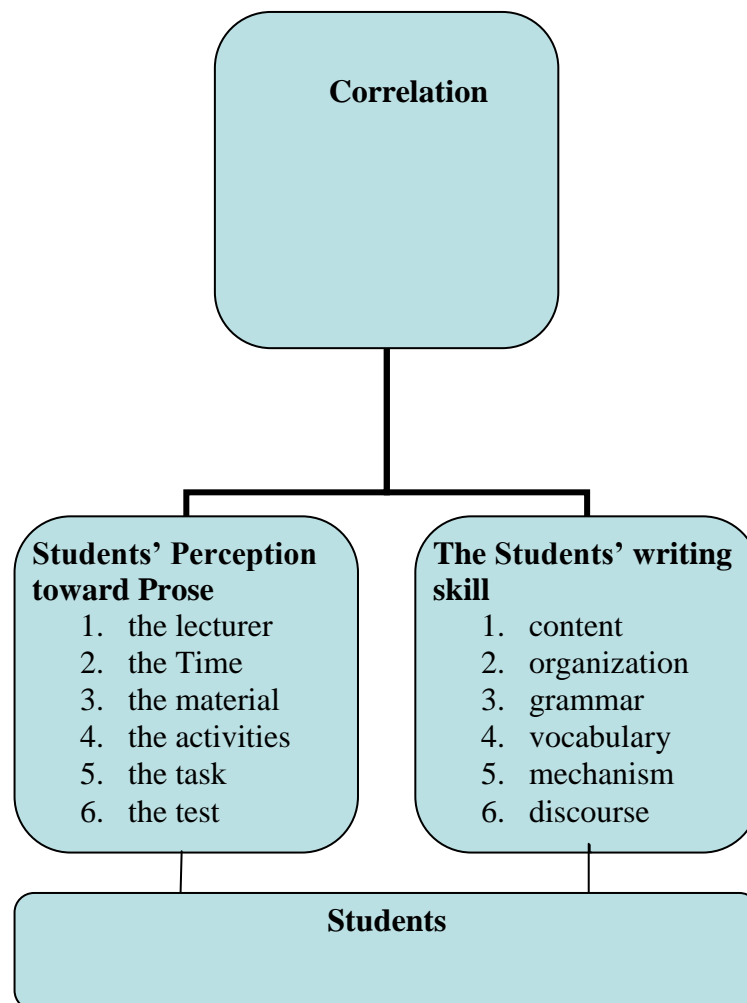 Correlation
Students’ Perception
toward Prose
1. the lecturer
2. the Time
3. the material
4. the activities
5. the task
6. the test
The Students’ writing
skill
1. content
2. organization
3. grammar
4. vocabulary
5. mechanism
6. discourse
Students